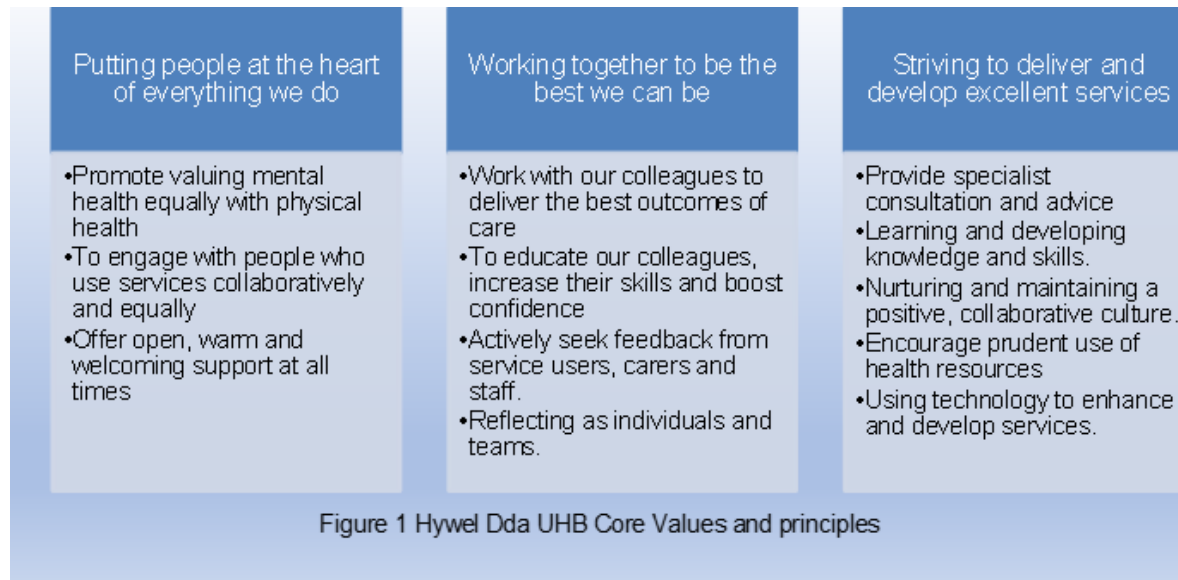 Putting people at the heart
of everything we do
•Promote valuing mental
health equally with physical
health
•To engage with people who
use services collaboratively
and equally
•Offer open, warm and
welcoming support at all
times
Working together to be the
best we can be
•Work with our colleagues to
deliver the best outcomes of
care
•To educate our colleagues,
increase their skills and boost
confidence
•Actively seek feedback from
service users, carers and
staff.
•Reflecting as individuals and
teams.
Striving to deliver and
develop excellent services
•Provide specialist
consultation and advice
•Learning and developing
knowledge and skills.
•Nurturing and maintaining a
positive, collaborative culture.
•Encourage prudent use of
health resources
•Using technology to enhance
and develop services.
Figure 1 Hywel Dda UHB Core Values and principles